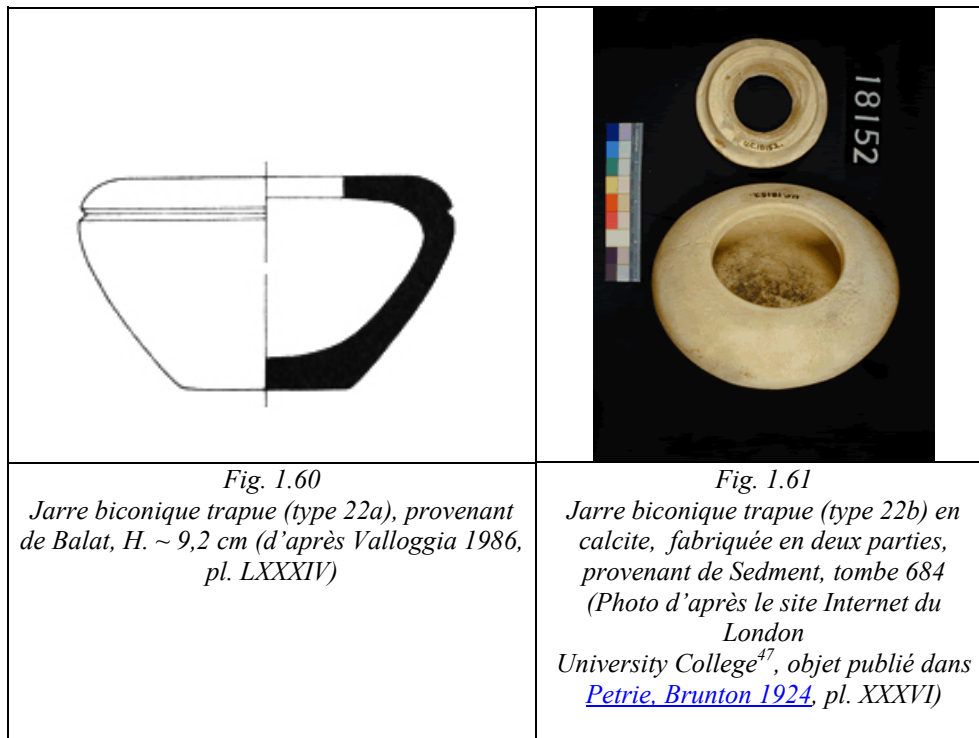 18152
U.C.18152.
U.C.18152.
Fig. 1.60
Jarre biconique trapue (type 22a), provenant
de Balat, H. ~ 9,2 cm (d’après Valloggia 1986,
pl. LXXXIV)
Fig. 1.61
Jarre biconique trapue (type 22b) en
calcite, fabriquée en deux parties,
provenant de Sedment, tombe 684
(Photo d’après le site Internet du
London
University College47, objet publié dans
Petrie, Brunton 1924, pl. XXXVI)